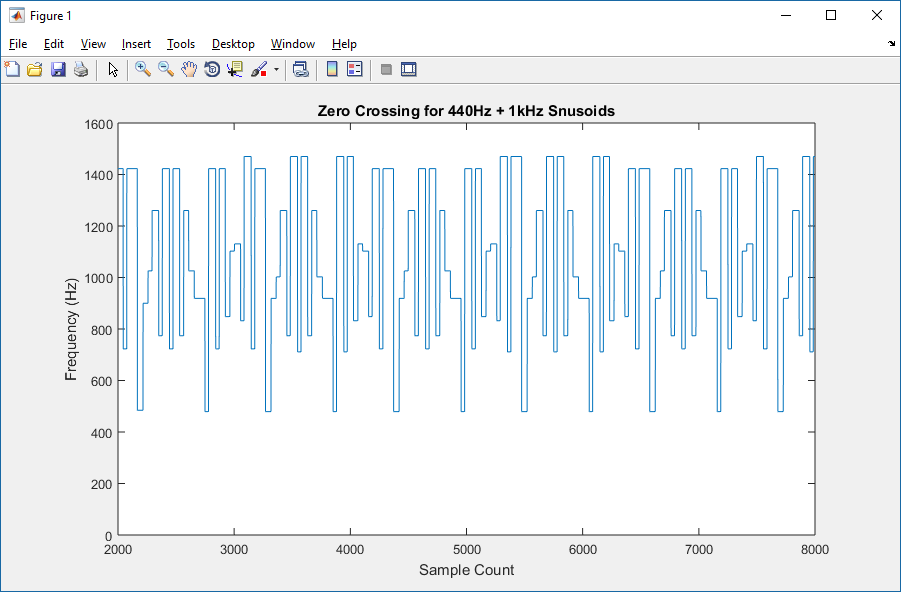 Figure 1
File Edit View Insert Tools Desktop Window Help
Zero Crossing for 440Hz + 1kHz Snusoids
1600
1400
1200
1000
800
600
400
200
0
Frequency (Hz)
2000 3000 4000 5000 6000 7000 8000
Sample Count